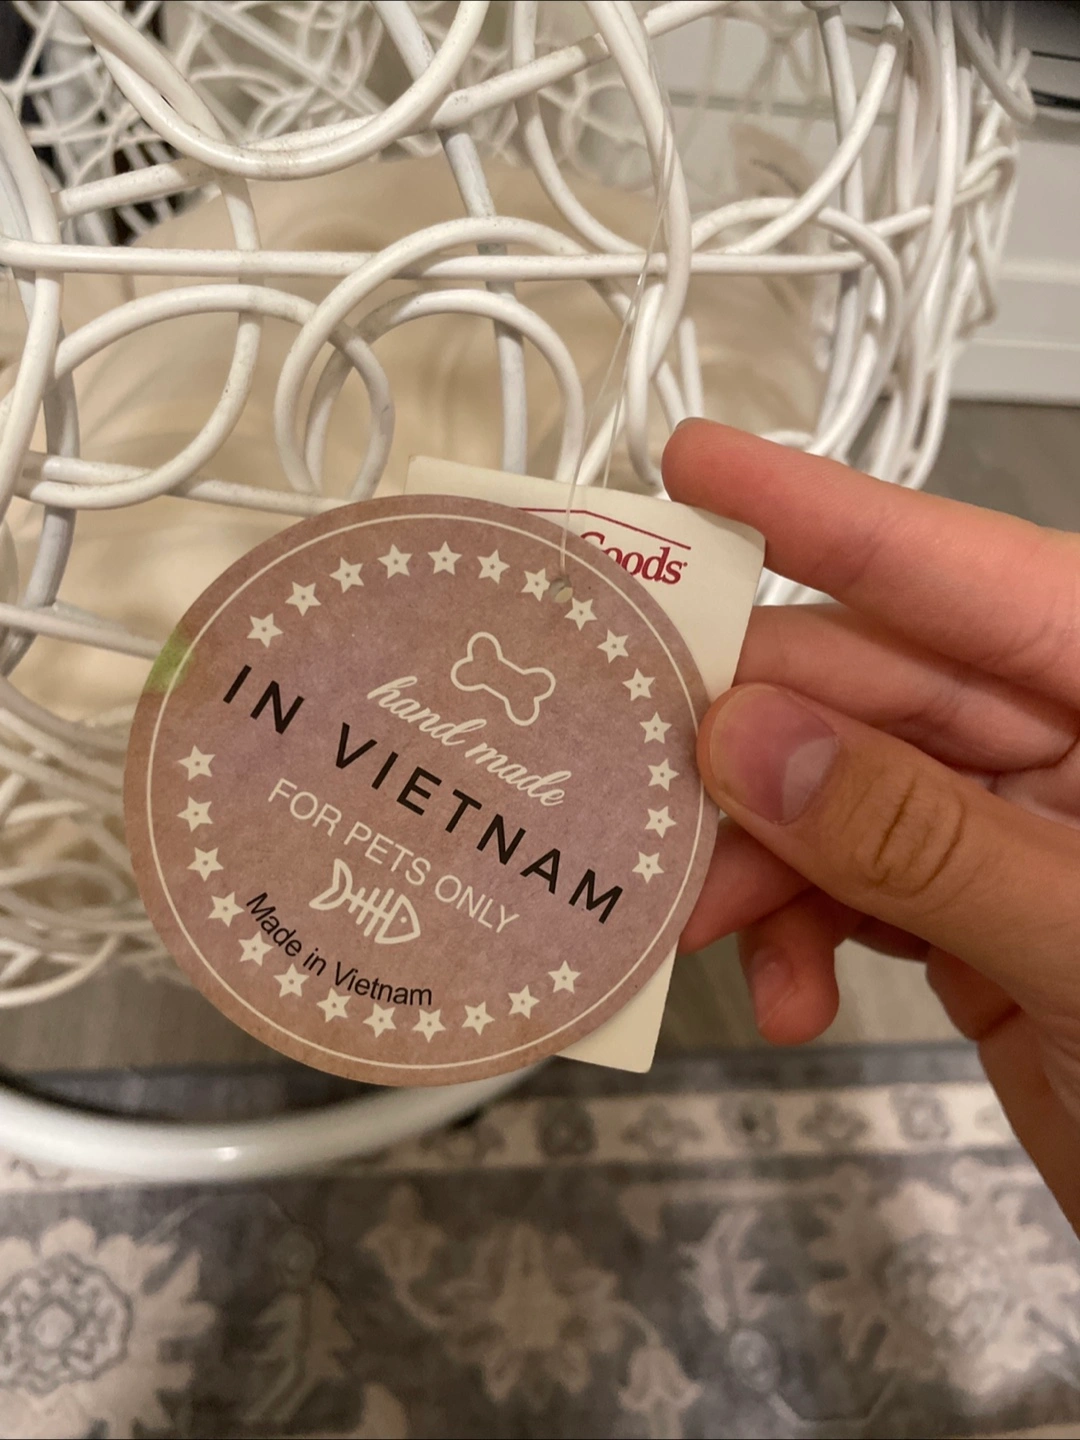 Goods
hand made
IN VIETNAM
FOR PETS ONLY
Made in Vietnam